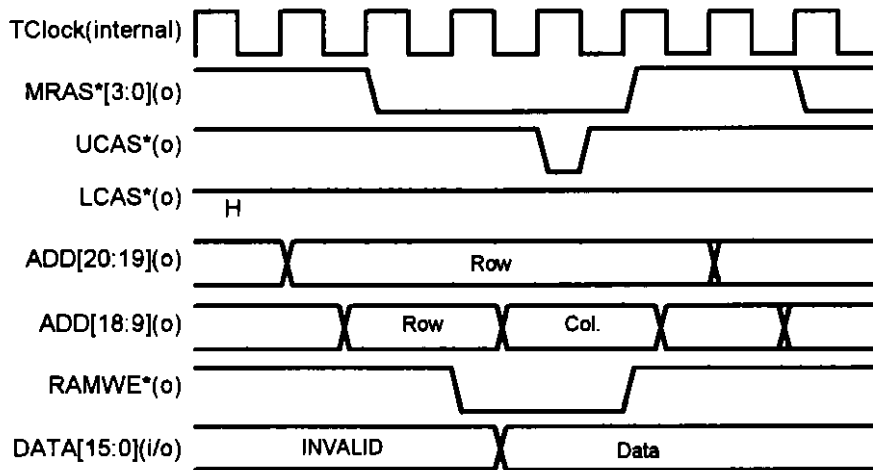 TClock(internal)
MRAS*[3:0](o)
UCAS*(o)
LCAS*(o)
H
ADD[20:19](o)
Row
ADD[18:9](o)
Row
Col.
RAMWE*(o)
DATA[15:0](i/o)
INVALID
Data